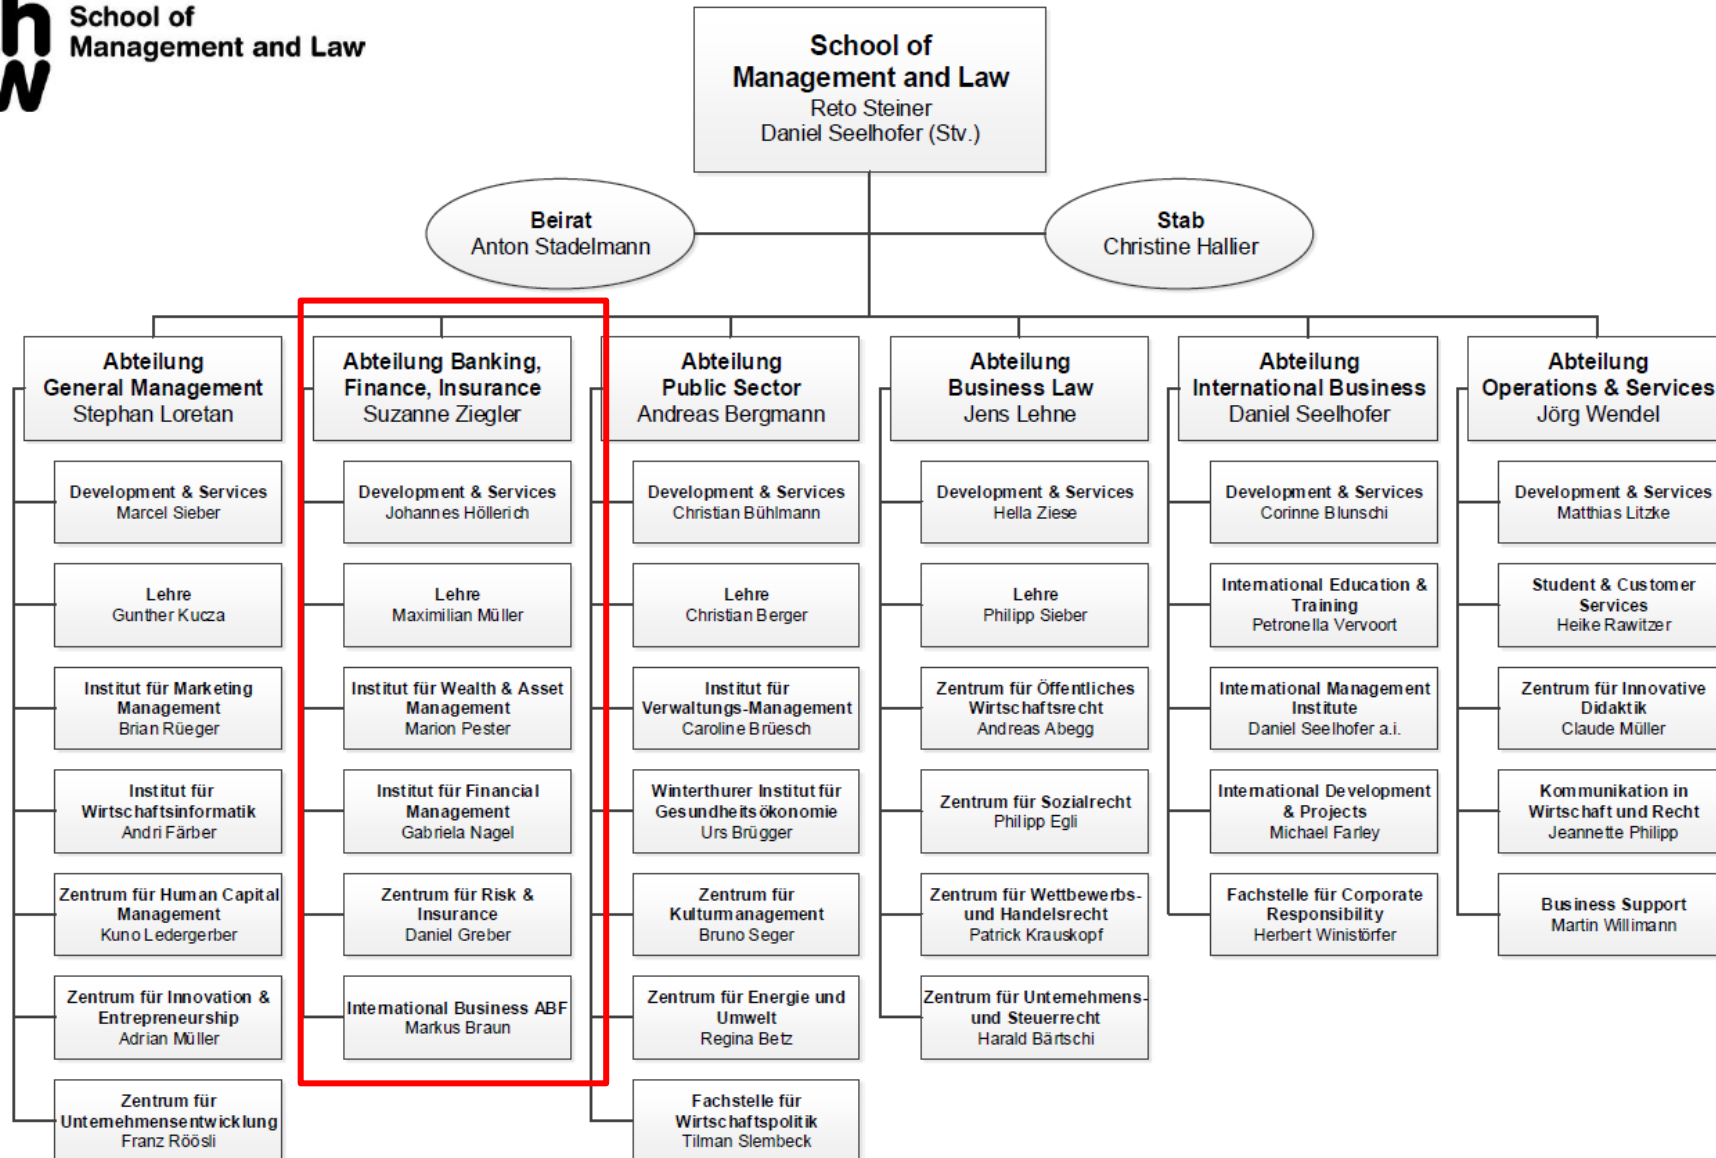 School of
Management and Law
School of
Management and Law
Reto Steiner
Daniel Seelhofer (Stv.)
Beirat
Anton Stadelmann
Stab
Christine Hallier
Abteilung
General Management
Stephan Loretan
Development & Services
Marcel Sieber
Lehre
Gunther Kucza
Institut für Marketing
Management
Brian Rüeger
Institut für
Wirtschaftsinformatik
Andri Färber
Zentrum für Human Capital
Management
Kuno Ledergerber
Zentrum für Innovation &
Entrepreneurship
Adrian Müller
Zentrum für
Unternehmensentwicklung
Franz Röösli
Abteilung Banking,
Finance, Insurance
Suzanne Ziegler
Development & Services
Johannes Höllerich
Lehre
Maximilian Müller
Institut für Wealth & Asset
Management
Marion Pester
Institut für Financial
Management
Gabriela Nagel
Zentrum für Risk &
Insurance
Daniel Greber
International Business ABF
Markus Braun
Abteilung
Public Sector
Andreas Bergmann
Development & Services
Christian Bühlmann
Lehre
Christian Berger
Institut für
Verwaltungs-Management
Caroline Brüesch
Winterthurer Institut für
Gesundheitsökonomie
Urs Brügger
Zentrum für
Kulturmanagement
Bruno Seger
Zentrum für Energie und
Umwelt
Regina Betz
Fachstelle für
Wirtschaftspolitik
Tilman Slembeck
Abteilung
Business Law
Jens Lehne
Development & Services
Hella Ziese
Lehre
Philipp Sieber
Zentrum für Öffentliches
Wirtschaftsrecht
Andreas Abegg
Zentrum für Sozialrecht
Philipp Egli
Zentrum für Wettbewerbs-
und Handelsrecht
Patrick Krauskopf
Zentrum für Unternehmens-
und Steuerrecht
Harald Bärtschi
Abteilung
International Business
Daniel Seelhofer
Development & Services
Corinne Blunschi
International Education &
Training
Petronella Vervoort
International Management
Institute
Daniel Seelhofer a.i.
International Development
& Projects
Michael Farley
Fachstelle für Corporate
Responsibility
Herbert Winistörfer
Abteilung
Operations & Services
Jörg Wendel
Development & Services
Matthias Litzke
Student & Customer
Services
Heike Rawitzer
Zentrum für Innovative
Didaktik
Claude Müller
Kommunikation in
Wirtschaft und Recht
Jeannette Philipp
Business Support
Martin Willimann